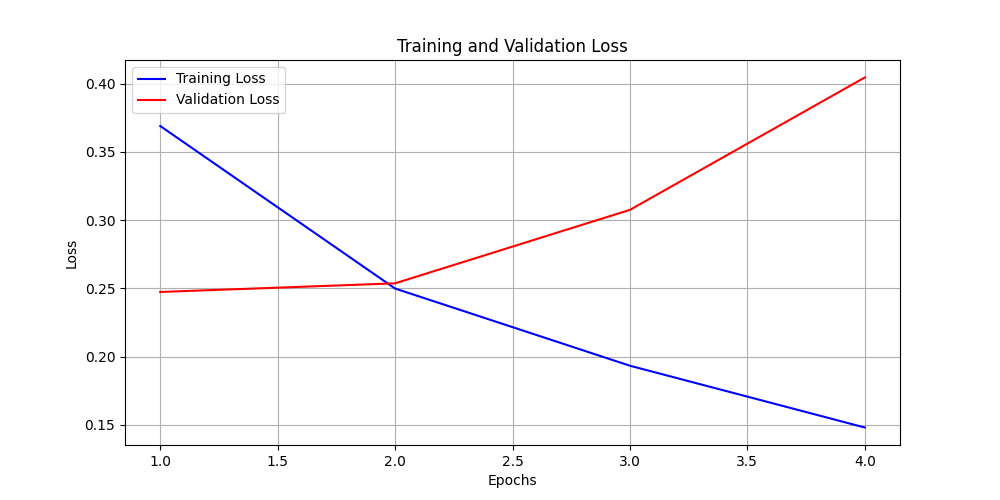 Training and Validation Loss
Training Loss
Validation Loss
0.40
0.35
0.30
0.25
0.20
0.15
Loss
1.0 1.5 2.0 2.5 3.0 3.5 4.0
Epochs